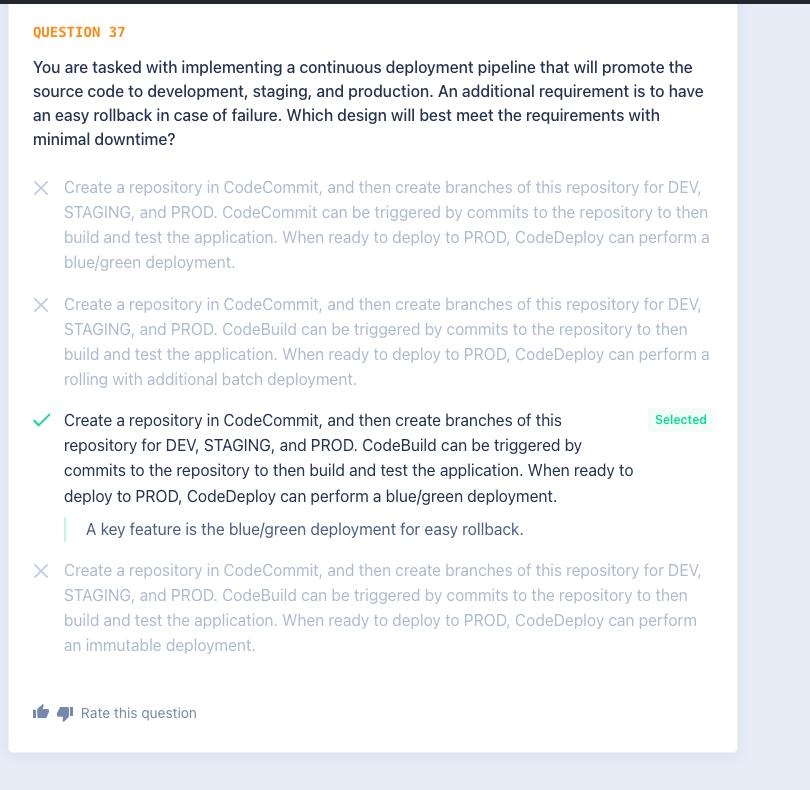 QUESTION 37
You are tasked with implementing a continuous deployment pipeline that will promote the
source code to development, staging, and production. An additional requirement is to have
an easy rollback in case of failure. Which design will best meet the requirements with
minimal downtime?
Create a repository in CodeCommit, and then create branches of this repository for DEV,
STAGING, and PROD. CodeCommit can be triggered by commits to the repository to then
build and test the application. When ready to deploy to PROD, CodeDeploy can perform a
blue/green deployment.
Create a repository in CodeCommit, and then create branches of this repository for DEV,
STAGING, and PROD. CodeBuild can be triggered by commits to the repository to then
build and test the application. When ready to deploy to PROD, CodeDeploy can perform a
rolling with additional batch deployment.
Create a repository in CodeCommit, and then create branches of this
Selected
repository for DEV, STAGING, and PROD. CodeBuild can be triggered by
commits to the repository to then build and test the application. When ready to
deploy to PROD, CodeDeploy can perform a blue/green deployment.
A key feature is the blue/green deployment for easy rollback.
Create a repository in CodeCommit, and then create branches of this repository for DEV,
STAGING, and PROD. CodeBuild can be triggered by commits to the repository to then
build and test the application. When ready to deploy to PROD, CodeDeploy can perform
an immutable deployment.
Rate this question